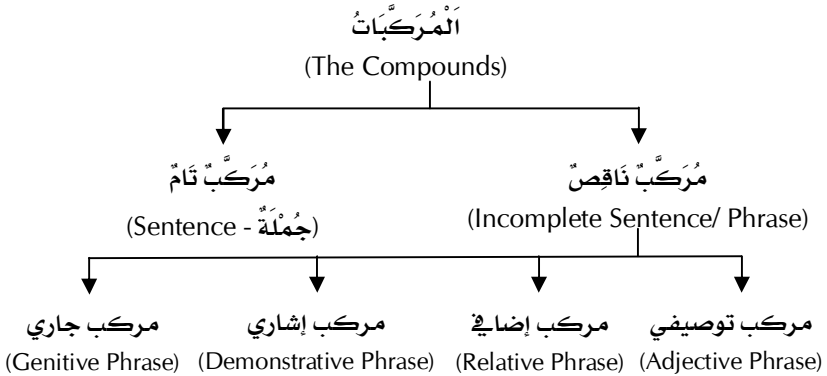 اَلْمُرَكَّبَاتُ
(The Compounds)
مُرَكَّبٌ نَاقِصٌ
(Incomplete Sentence/ Phrase)
مُرَكَّبٌ تَامٌ
(Sentence - جُمْلَةٌ)
مركب توصيفي
(Adjective Phrase)
مركب إضافي
(Relative Phrase)
مركب إشاري
(Demonstrative Phrase)
مركب جاري
(Genitive Phrase)